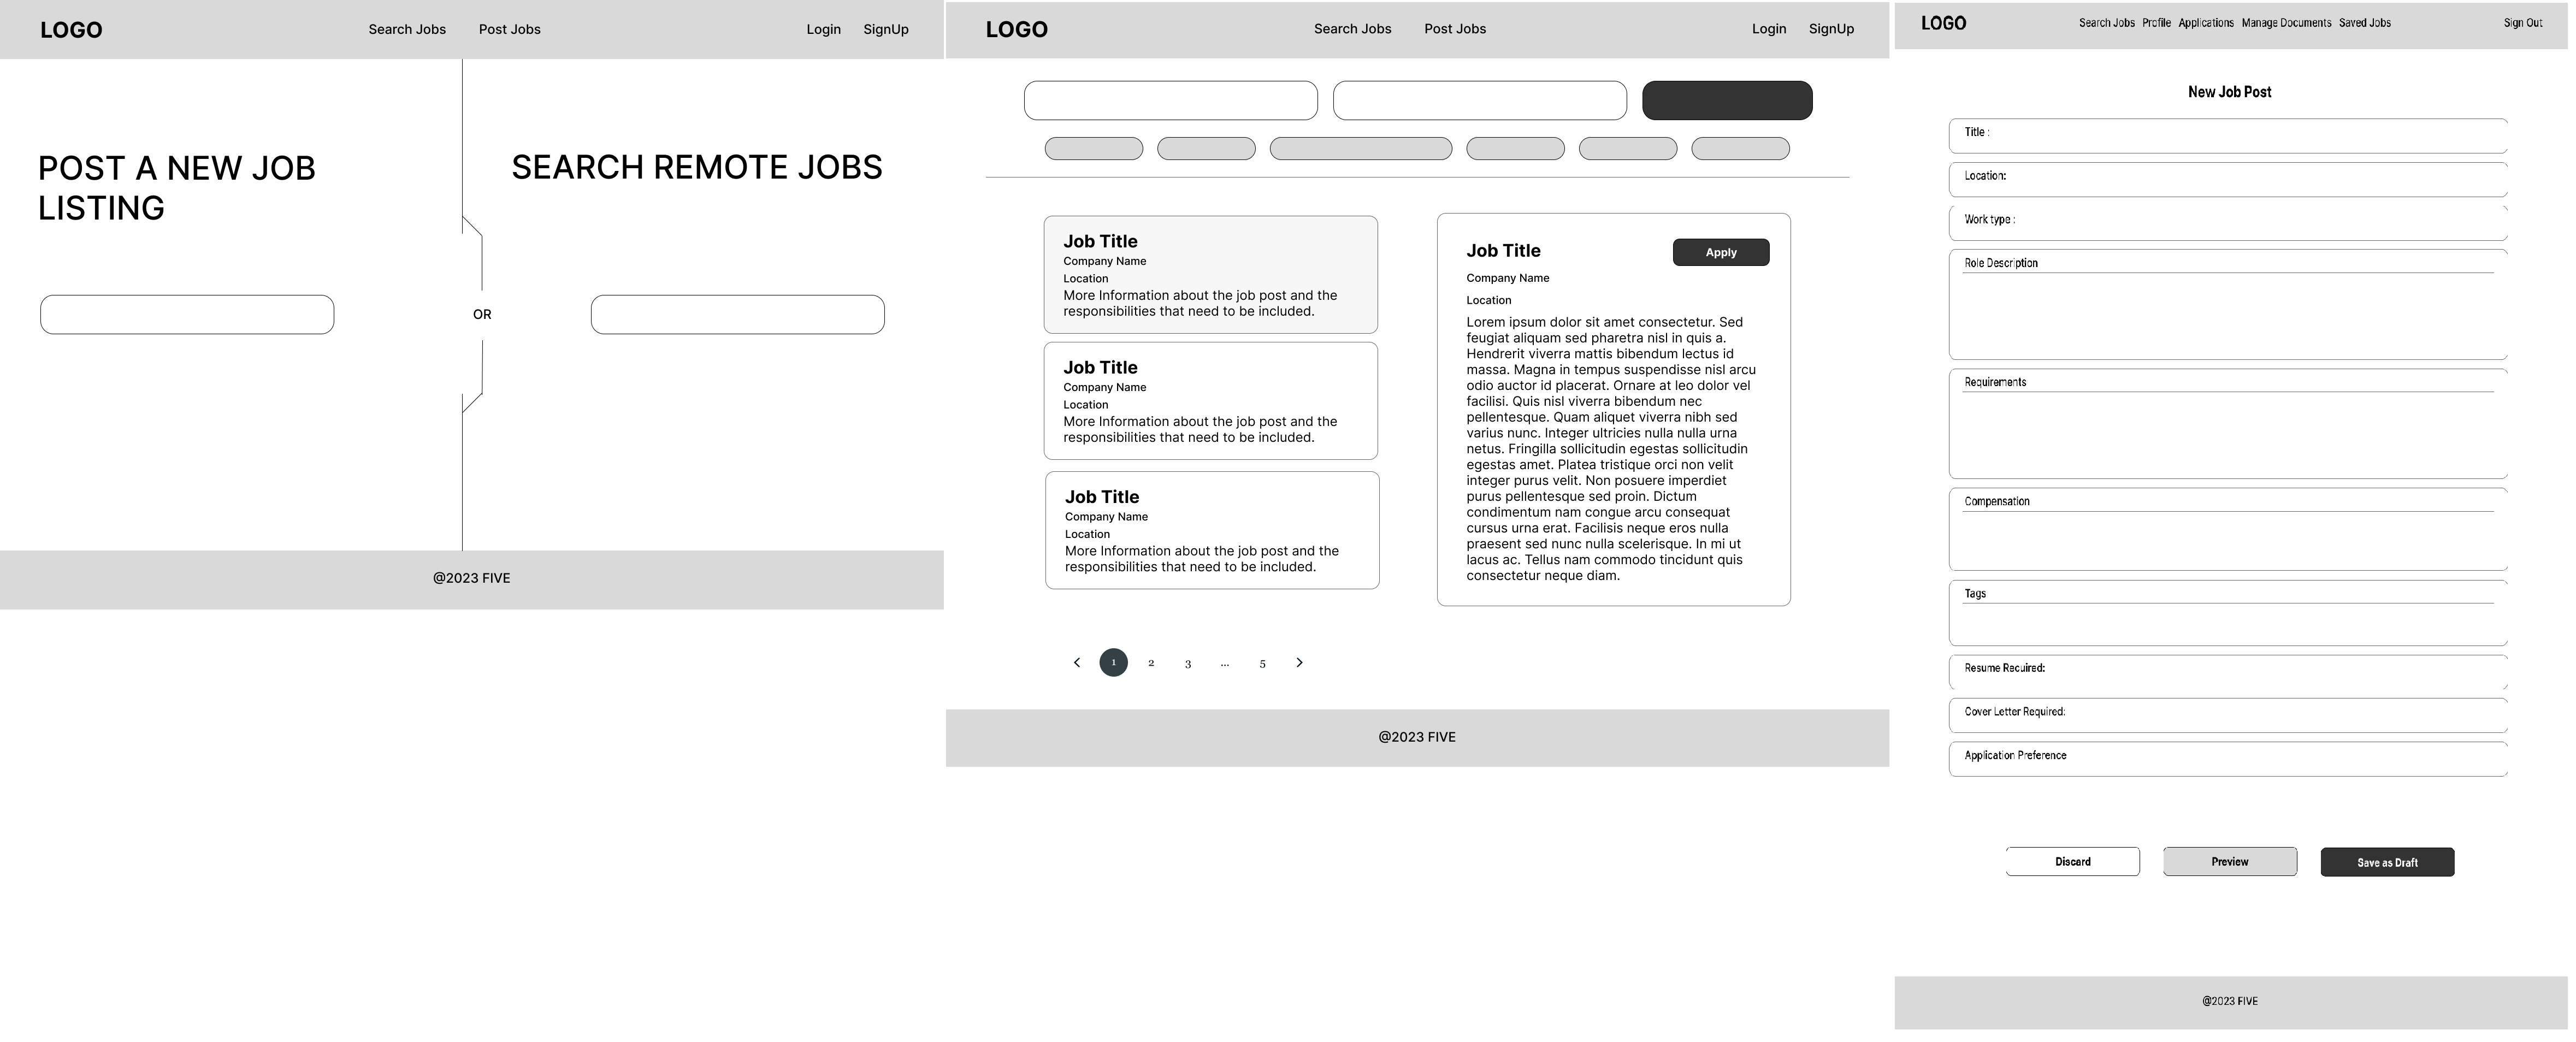 LOGO
Search Jobs
Post Jobs
Login
SignUp
POST A NEW JOB
LISTING
SEARCH REMOTE JOBS
OR
@2023 FIVE
LOGO
Search Jobs
Post Jobs
Login
SignUp
Job Title
Company Name
Location
More Information about the job post and the
responsibilities that need to be included.
Job Title
Company Name
Location
More Information about the job post and the
responsibilities that need to be included.
Job Title
Company Name
Location
More Information about the job post and the
responsibilities that need to be included.
Job Title
Apply
Company Name
Location
Lorem ipsum dolor sit amet consectetur. Sed
feugiat aliquam sed pharetra nisl in quis a.
Hendrerit viverra mattis bibendum lectus id
massa. Magna in tempus suspendisse nisl arcu
odio auctor id placerat. Ornare at leo dolor vel
facilisi. Quis nisl viverra bibendum nec
pellentesque. Quam aliquet viverra nibh sed
varius nunc. Integer ultricies nulla nulla urna
netus. Fringilla sollicitudin egestas sollicitudin
egestas amet. Platea tristique orci non velit
integer purus velit. Non posuere imperdiet
purus pellentesque sed proin. Dictum
condimentum nam congue arcu consequat
cursus urna erat. Facilisis neque eros nulla
praesent sed nunc nulla scelerisque. In mi ut
lacus ac. Tellus nam commodo tincidunt quis
consectetur neque diam.
1 2 3 ... 5
@2023 FIVE
LOGO
Search Jobs
Profile
Applications
Manage Documents
Saved Jobs
Sign Out
New Job Post
Title :
Location:
Work type :
Role Description
Requirements
Compensation
Tags
Resume Recuired:
Cover Letter Required:
Application Preference
Discard
Preview
Save as Draft
@2023 FIVE